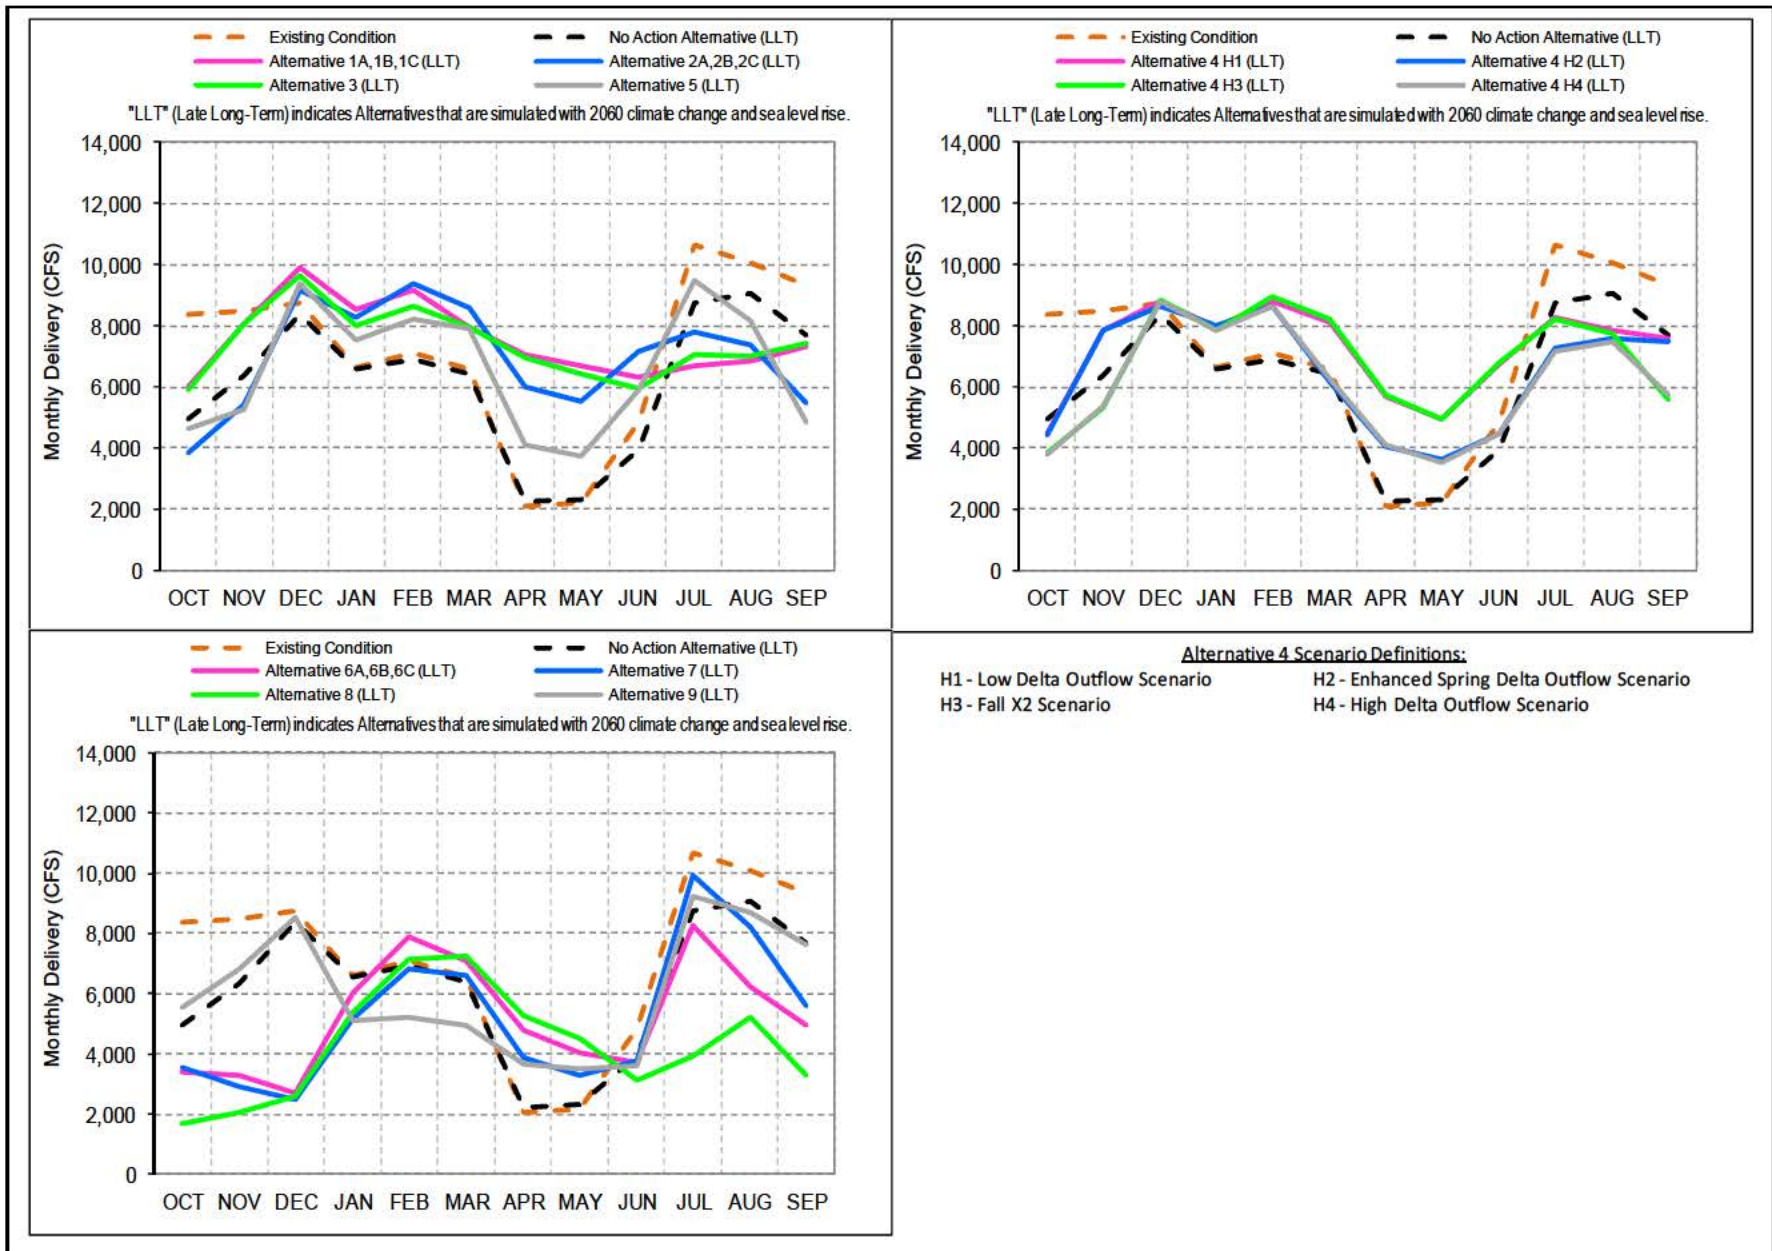 Existing Condition
No Action Alternative (LLT)
Alternative 1A,1B,1C (LLT)
Alternative 2A,2B,2C (LLT)
Alternative 3 (LLT)
Alternative 5 (LLT)
"LLT" (Late Long-Term) indicates Alternatives that are simulated with 2060 climate change and sea level rise.
Monthly Delivery (CFS)
14,000
12,000
10,000
8,000
6,000
4,000
2,000
0
OCT NOV DEC JAN FEB MAR APR MAY JUN JUL AUG SEP
Existing Condition
No Action Alternative (LLT)
Alternative 4 H1 (LLT)
Alternative 4 H2 (LLT)
Alternative 4 H3 (LLT)
Alternative 4 H4 (LLT)
"LLT" (Late Long-Term) indicates Alternatives that are simulated with 2060 climate change and sea level rise.
Monthly Delivery (CFS)
14,000
12,000
10,000
8,000
6,000
4,000
2,000
0
OCT NOV DEC JAN FEB MAR APR MAY JUN JUL AUG SEP
Existing Condition
No Action Alternative (LLT)
Alternative 6A,6B,6C (LLT)
Alternative 7 (LLT)
Alternative 8 (LLT)
Alternative 9 (LLT)
"LLT" (Late Long-Term) indicates Alternatives that are simulated with 2060 climate change and sea level rise.
Monthly Delivery (CFS)
14,000
12,000
10,000
8,000
6,000
4,000
2,000
0
OCT NOV DEC JAN FEB MAR APR MAY JUN JUL AUG SEP
Alternative 4 Scenario Definitions:
H1 - Low Delta Outflow Scenario
H2 - Enhanced Spring Delta Outflow Scenario
H3 - Fall X2 Scenario
H4 - High Delta Outflow Scenario